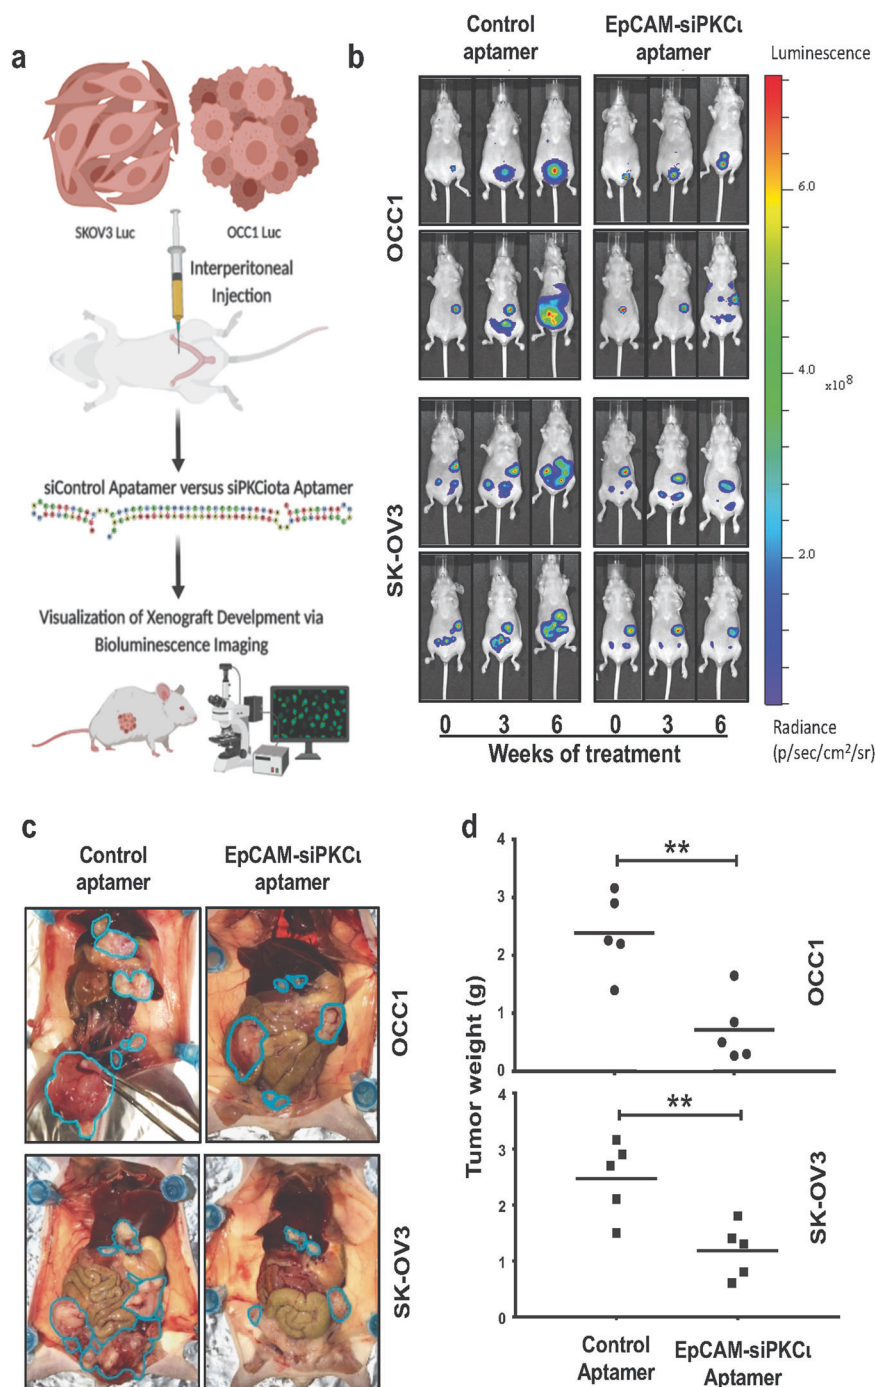 a
SKOV3 Luc
OCC1 Luc
Interperitoneal
Injection
siControl Apatamer versus siPKCiota Aptamer
Visualization of Xenograft Develpment via
Bioluminescence Imaging
b
Control
aptamer
EpCAM-siPKCι
aptamer
Luminescence
OCC1
SK-OV3
6.0
4.0
x10⁸
2.0
0 3 6 0 3 6
Weeks of treatment
Radiance
(p/sec/cm²/sr)
c
Control
aptamer
EpCAM-siPKCι
aptamer
OCC1
SK-OV3
d
Tumor weight (g)
4
3
2
1
0
**
OCC1
4
3
2
1
0
**
SK-OV3
Control
Aptamer
EpCAM-siPKCι
Aptamer